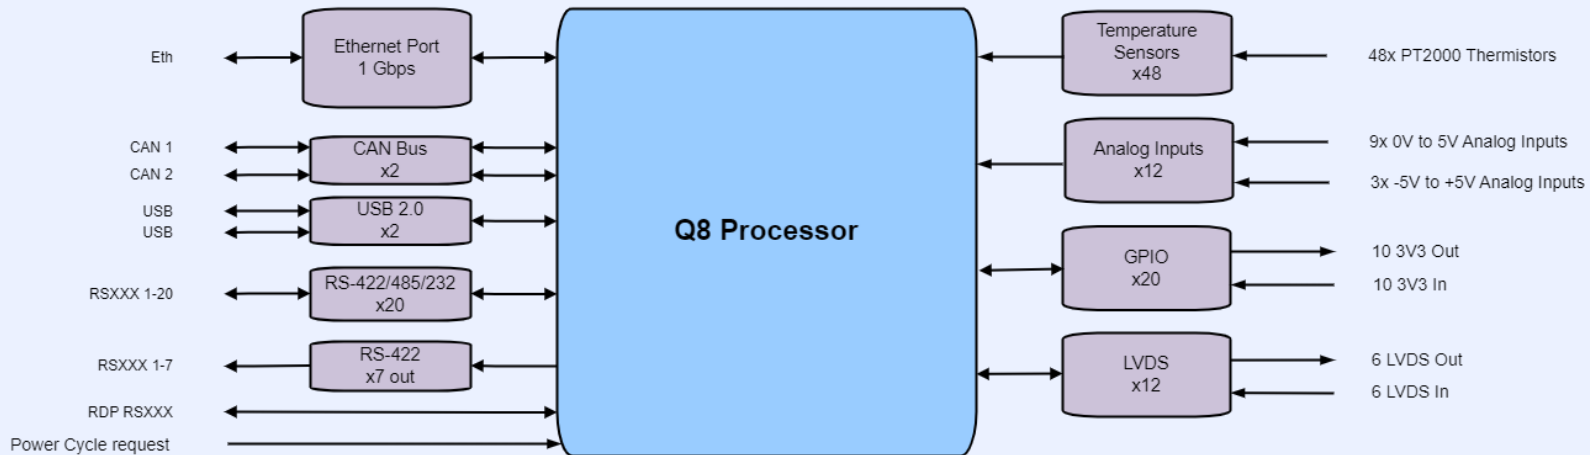 Eth
Ethernet Port
1 Gbps
CAN 1
CAN 2
CAN Bus
x2
USB
USB
USB 2.0
x2
RSXXX 1-20
RS-422/485/232
x20
RSXXX 1-7
RS-422
x7 out
RDP RSXXX
Power Cycle request
Q8 Processor
Temperature
Sensors
x48
48x PT2000 Thermistors
Analog Inputs
x12
9x 0V to 5V Analog Inputs
3x -5V to +5V Analog Inputs
GPIO
x20
10 3V3 Out
10 3V3 In
LVDS
x12
6 LVDS Out
6 LVDS In